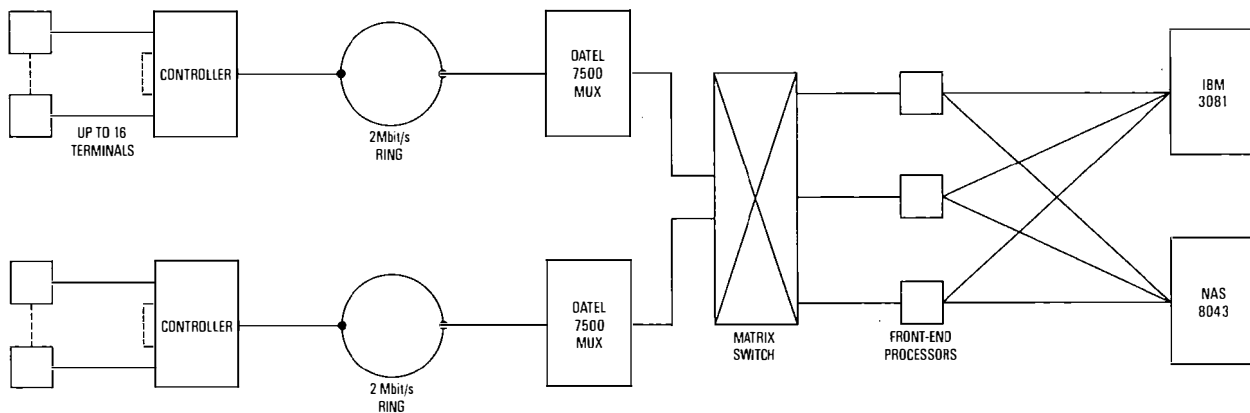 CONTROLLER
UP TO 16
TERMINALS
2Mbit/s
RING
DATEL
7500
MUX
IBM
3081
CONTROLLER
2 Mbit/s
RING
DATEL
7500
MUX
MATRIX
SWITCH
FRONT-END
PROCESSORS
NAS
8043